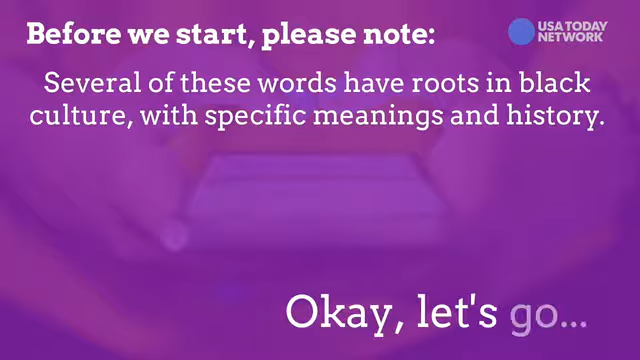 Before we start, please note:
USA TODAY
NETWORK
Several of these words have roots in black
culture, with specific meanings and history.
Okay, let's go...